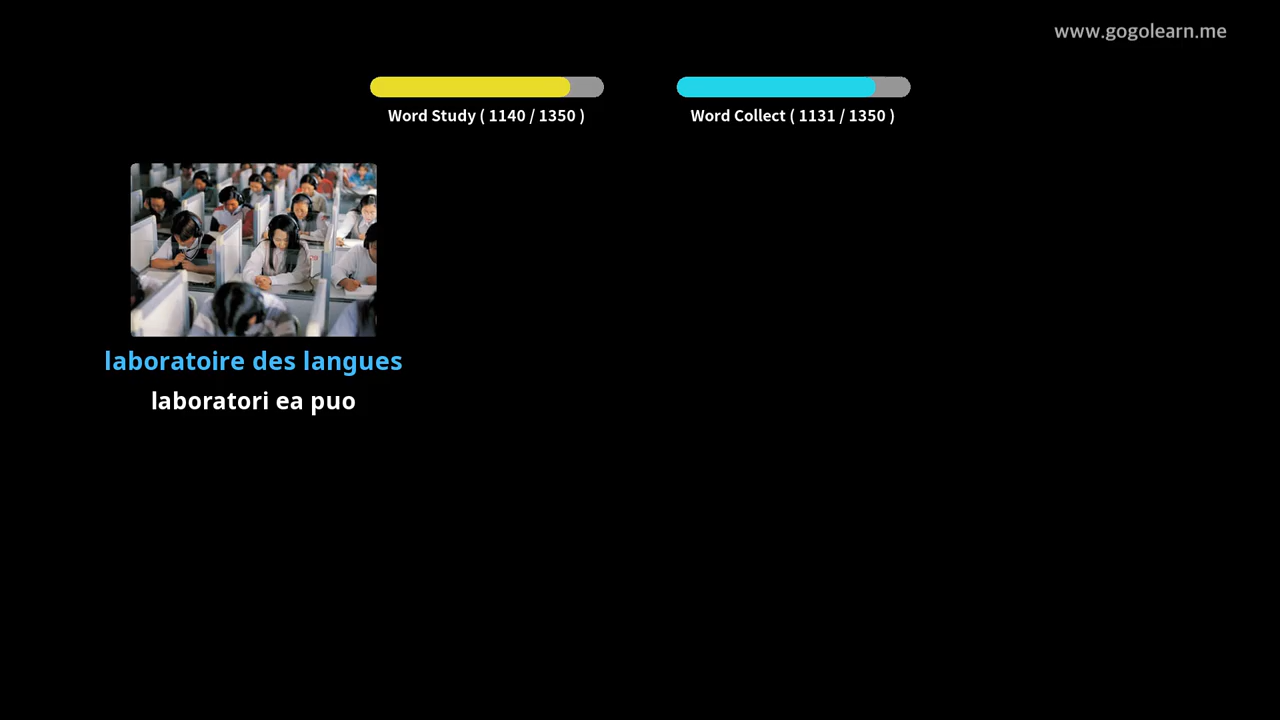 www.gogolearn.me
Word Study ( 1140 / 1350 )
Word Collect ( 1131 / 1350 )
laboratoire des langues
laboratori ea puo